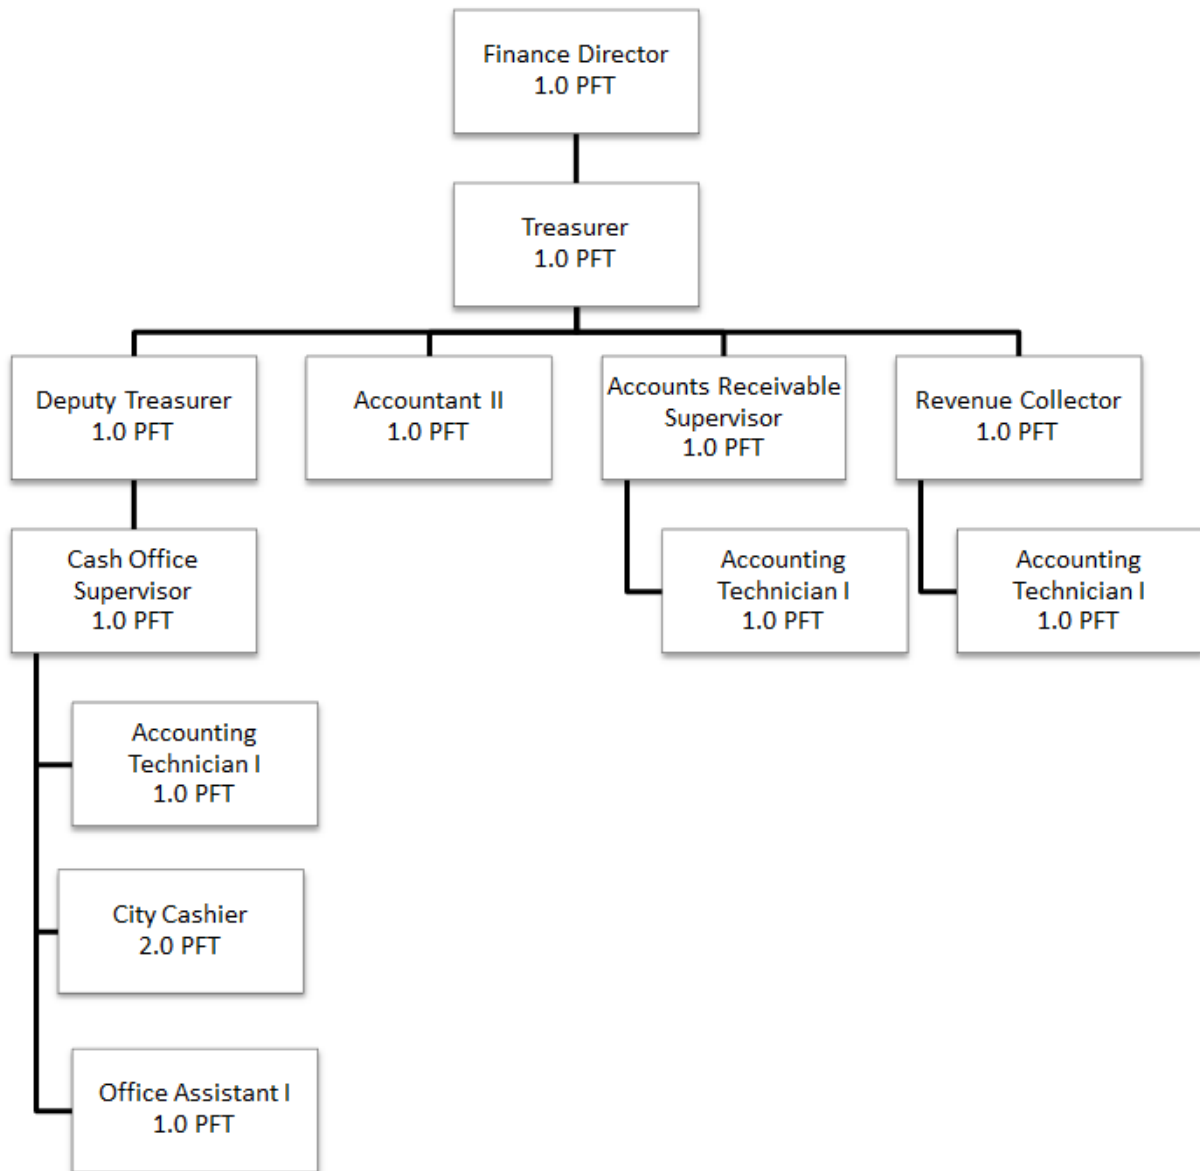 Finance Director
1.0 PFT
Treasurer
1.0 PFT
Deputy Treasurer
1.0 PFT
Accountant II
1.0 PFT
Accounts Receivable
Supervisor
1.0 PFT
Revenue Collector
1.0 PFT
Cash Office
Supervisor
1.0 PFT
Accounting
Technician I
1.0 PFT
Accounting
Technician I
1.0 PFT
Accounting
Technician I
1.0 PFT
City Cashier
2.0 PFT
Office Assistant I
1.0 PFT